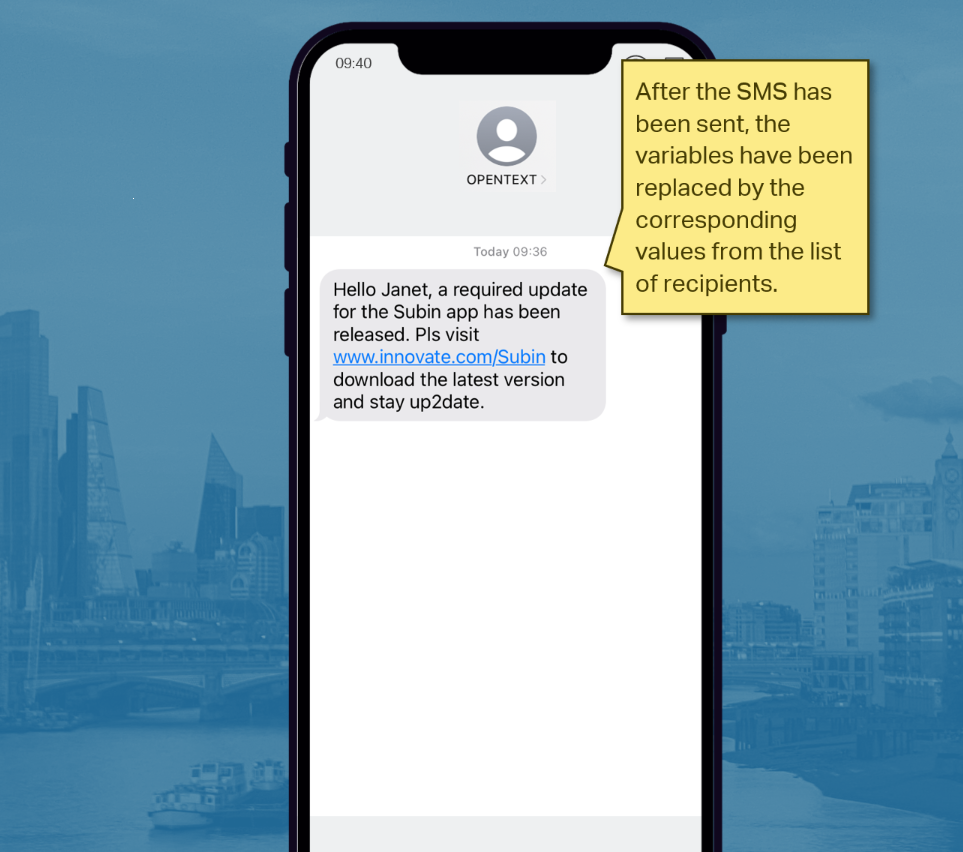 09:40
OPENTEXT
Today 09:36
Hello Janet, a required update
for the Subin app has been
released. Pls visit
www.innovate.com/Subin to
download the latest version
and stay up2date.
After the SMS has
been sent, the
variables have been
replaced by the
corresponding
values from the list
of recipients.